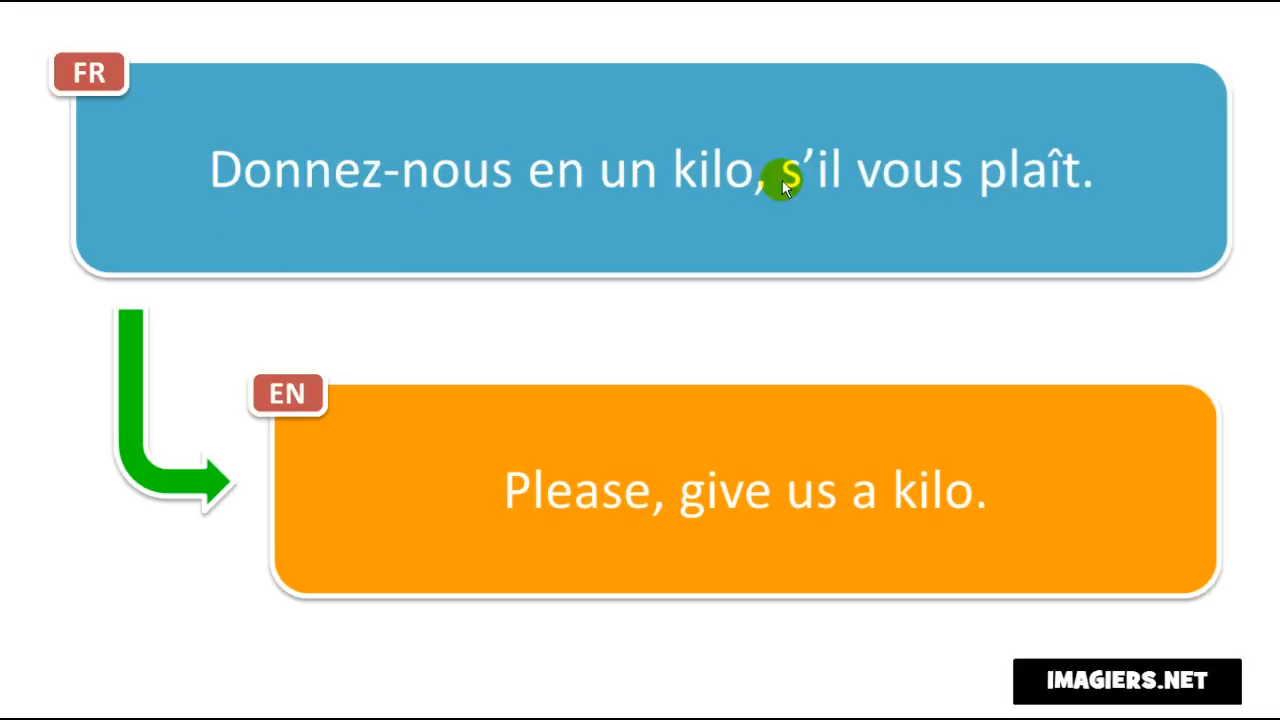 FR
Donnez-nous en un kilo, s’il vous plaît.
EN
Please, give us a kilo.
IMAGIERS.NET